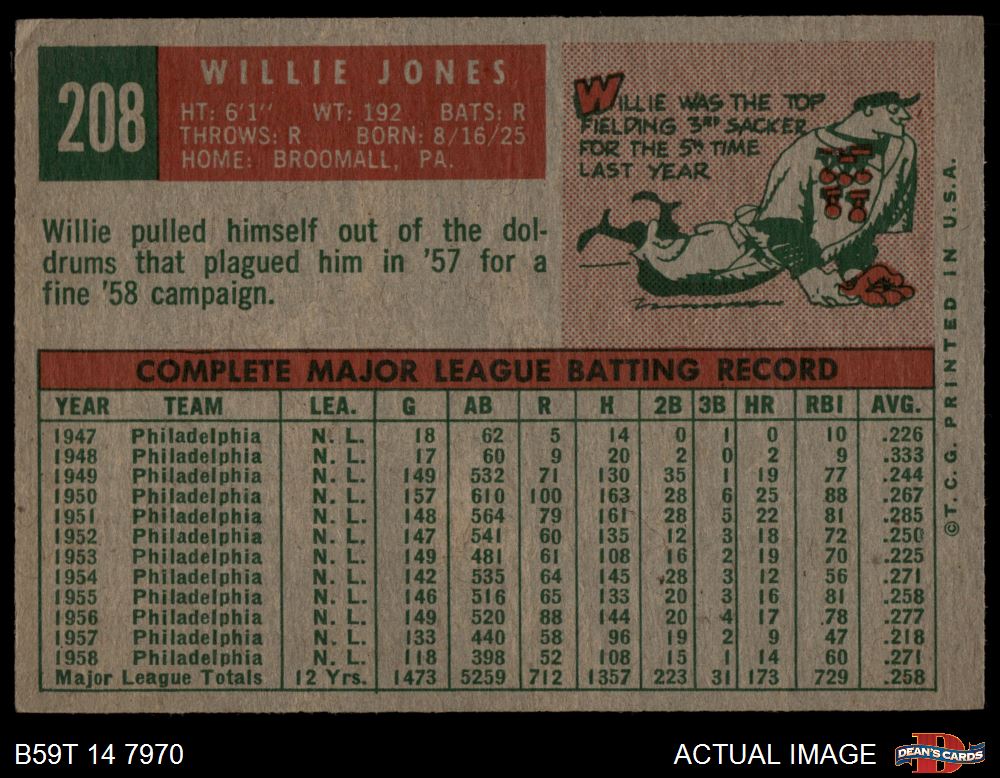 208
WILLIE JONES
HT: 6'1" WT: 192 BATS: R
THROWS: R BORN: 8/16/25
HOME: BROOMALL, PA.
WILLIE WAS THE TOP
FIELDING 3RD SACKER
FOR THE 5TH TIME
LAST YEAR
Willie pulled himself out of the dol-
drums that plagued him in '57 for a
fine '58 campaign.
COMPLETE MAJOR LEAGUE BATTING RECORD
YEAR TEAM LEA. G AB R H 2B 3B HR RBI AVG.
1947 Philadelphia N. L. 18 62 5 14 0 1 0 10 .226
1948 Philadelphia N. L. 17 60 9 20 2 0 2 9 .333
1949 Philadelphia N. L. 149 532 71 130 35 1 19 77 .244
1950 Philadelphia N. L. 157 610 100 163 28 6 25 88 .267
1951 Philadelphia N. L. 148 564 79 161 28 5 22 81 .285
1952 Philadelphia N. L. 147 541 60 135 12 3 18 72 .250
1953 Philadelphia N. L. 149 481 61 108 16 2 19 70 .225
1954 Philadelphia N. L. 142 535 64 145 28 3 12 56 .271
1955 Philadelphia N. L. 146 516 65 133 20 3 16 81 .258
1956 Philadelphia N. L. 149 520 88 144 20 4 17 78 .277
1957 Philadelphia N. L. 133 440 58 96 19 2 9 47 .218
1958 Philadelphia N. L. 118 398 52 108 15 1 14 60 .271
Major League Totals 12 Yrs. 1473 5259 712 1357 223 31 173 729 .258
©T.C.G. PRINTED IN U.S.A.
B59T 14 7970
ACTUAL IMAGE
DEAN'S CARDS